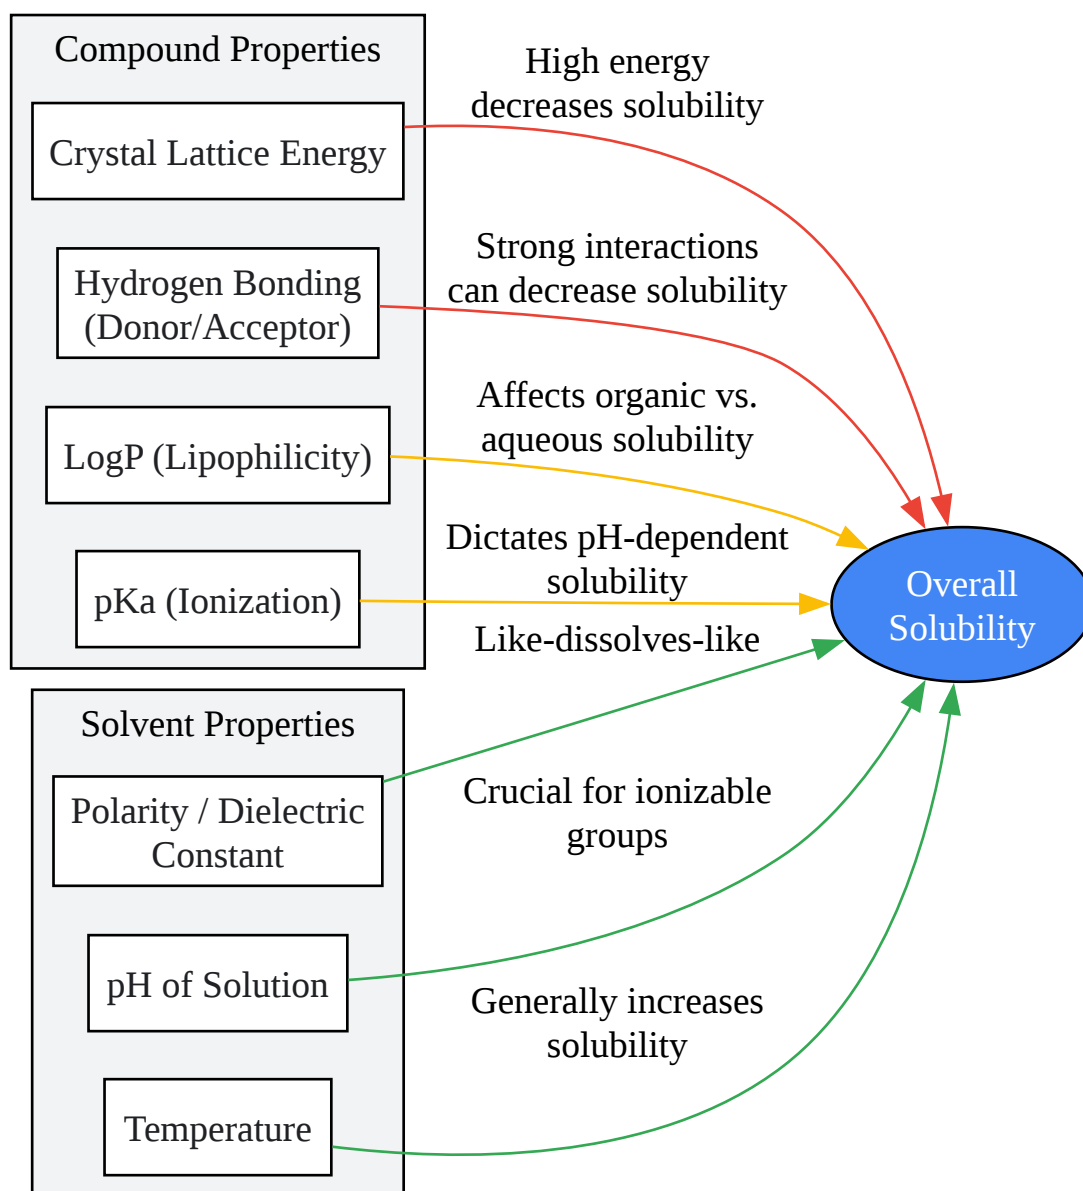 Compound Properties
Crystal Lattice Energy
High energy
decreases solubility
Hydrogen Bonding
(Donor/Acceptor)
Strong interactions
can decrease solubility
LogP (Lipophilicity)
Affects organic vs.
aqueous solubility
pKa (Ionization)
Dictates pH-dependent
solubility
Overall
Solubility
Like-dissolves-like
Solvent Properties
Polarity / Dielectric
Constant
Crucial for ionizable
groups
pH of Solution
Generally increases
solubility
Temperature